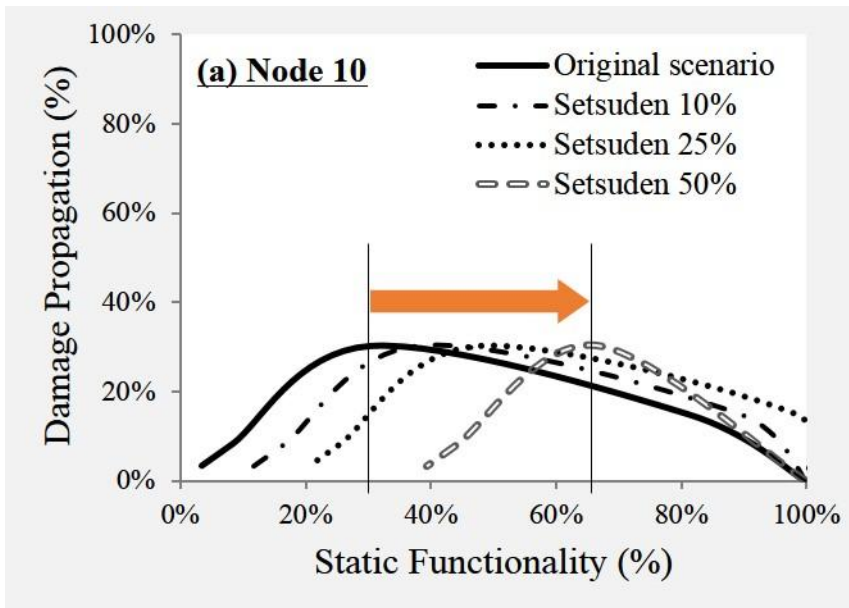 (a) Node 10
Original scenario
Setsuden 10%
Setsuden 25%
Setsuden 50%
Damage Propagation (%)
100%
80%
60%
40%
20%
0%
0% 20% 40% 60% 80% 100%
Static Functionality (%)